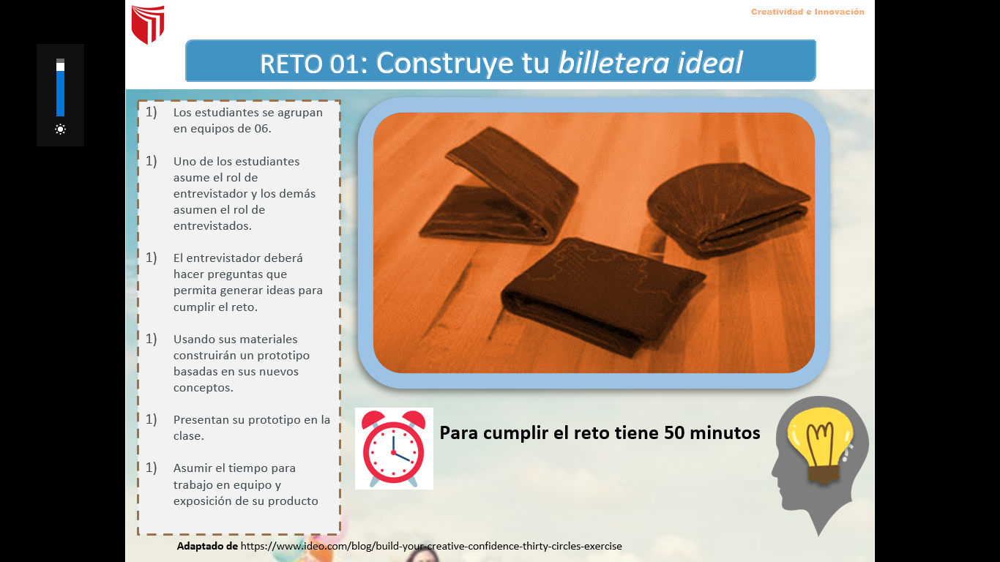 Creatividad e Innovación
RETO 01: Construye tu billetera ideal
1) Los estudiantes se agrupan
en equipos de 06.
1) Uno de los estudiantes
asume el rol de
entrevistador y los demás
asumen el rol de
entrevistados.
1) El entrevistador deberá
hacer preguntas que
permita generar ideas para
cumplir el reto.
1) Usando sus materiales
construirán un prototipo
basadas en sus nuevos
conceptos.
1) Presentan su prototipo en la
clase.
1) Asumir el tiempo para
trabajo en equipo y
exposición de su producto
Para cumplir el reto tiene 50 minutos
Adaptado de https://www.ideo.com/blog/build-your-creative-confidence-thirty-circles-exercise